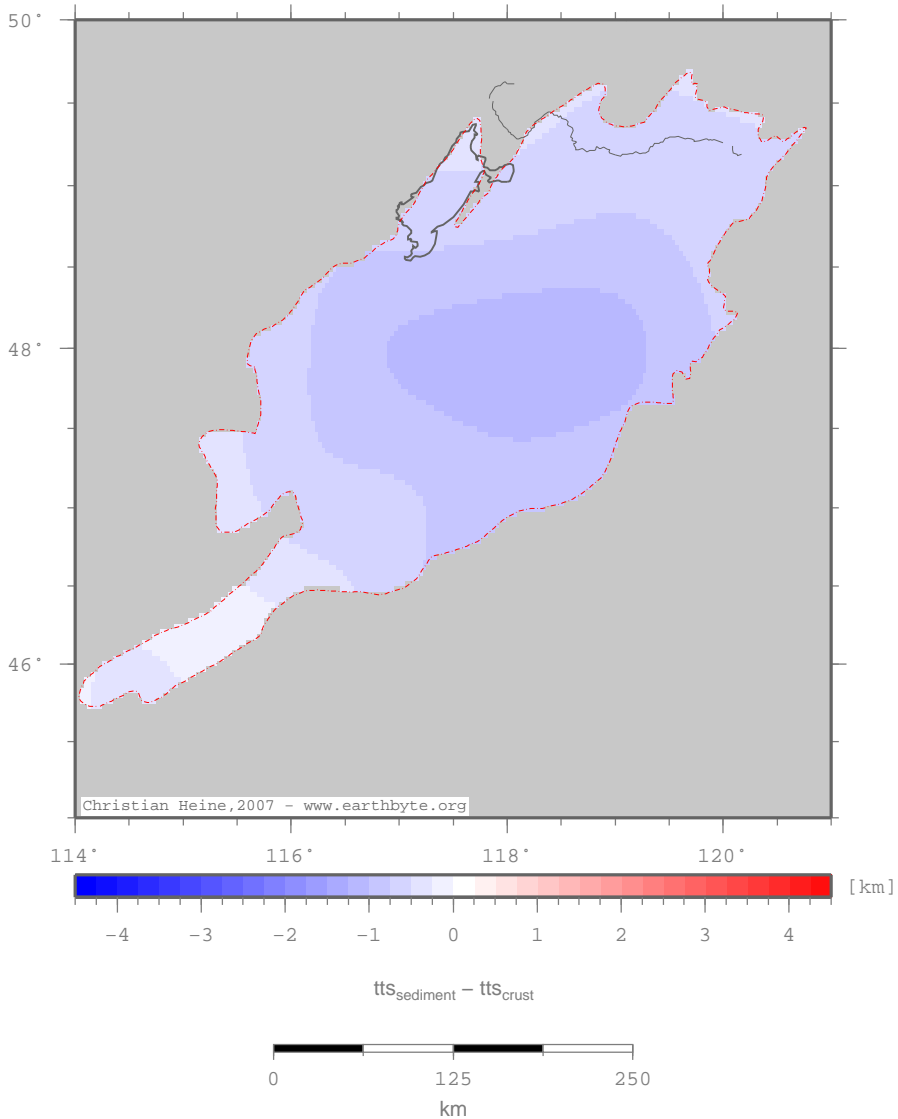 50°
48°
46°
Christian Heine,2007 - www.earthbyte.org
114° 116° 118° 120°
[km]
−4 −3 −2 −1 0 1 2 3 4
tts_sediment − tts_crust
0 125 250
km